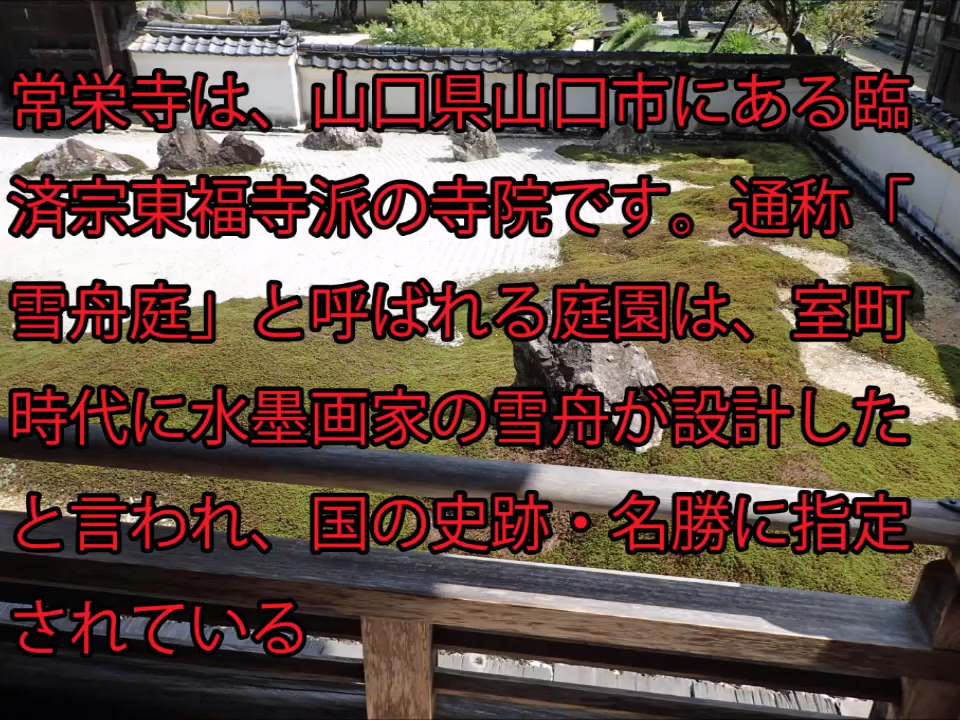 常栄寺は、山口県山口市にある臨
済宗東福寺派の寺院です。通称「
雪舟庭」と呼ばれる庭園は、室町
時代に水墨画家の雪舟が設計した
と言われ、国の史跡・名勝に指定
されている